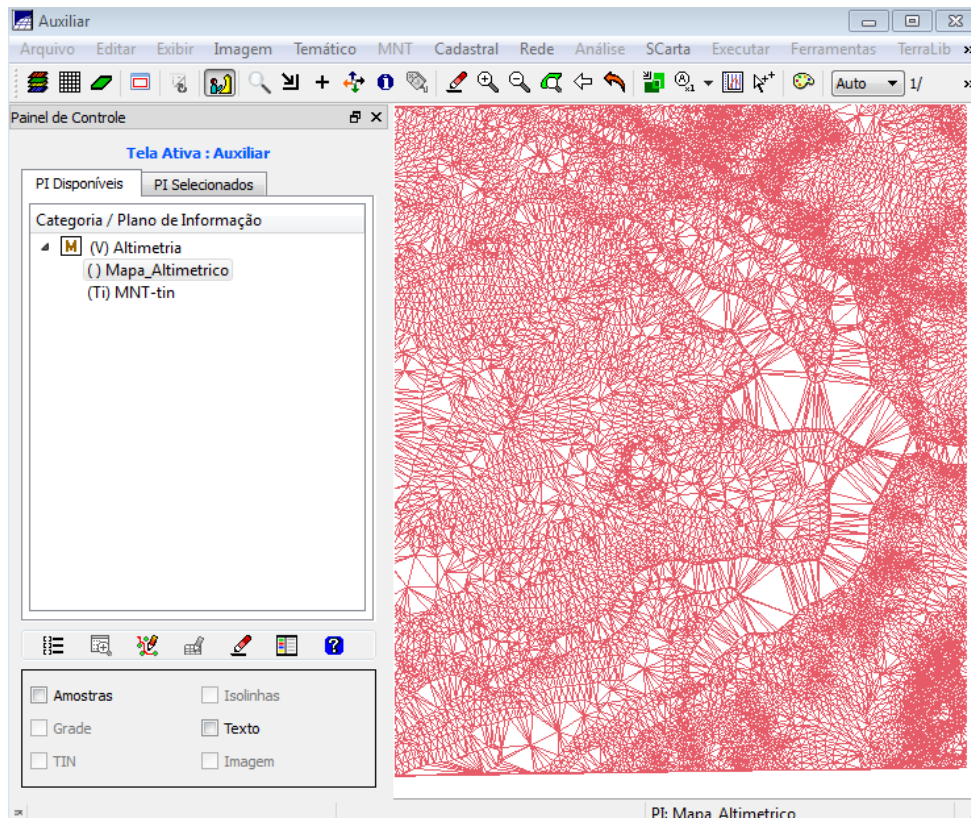 Auxiliar
Arquivo Editar Exibir Imagem Temático MNT Cadastral Rede Análise SCarta Executar Ferramentas TerraLib »
Auto 1/ »
Painel de Controle
Tela Ativa : Auxiliar
PI Disponíveis PI Selecionados
Categoria / Plano de Informação
M (V) Altimetria
( ) Mapa_Altimetrico
(Ti) MNT-tin
Amostras Isolinhas
Grade Texto
TIN Imagem
PI: Mapa_Altimetrico